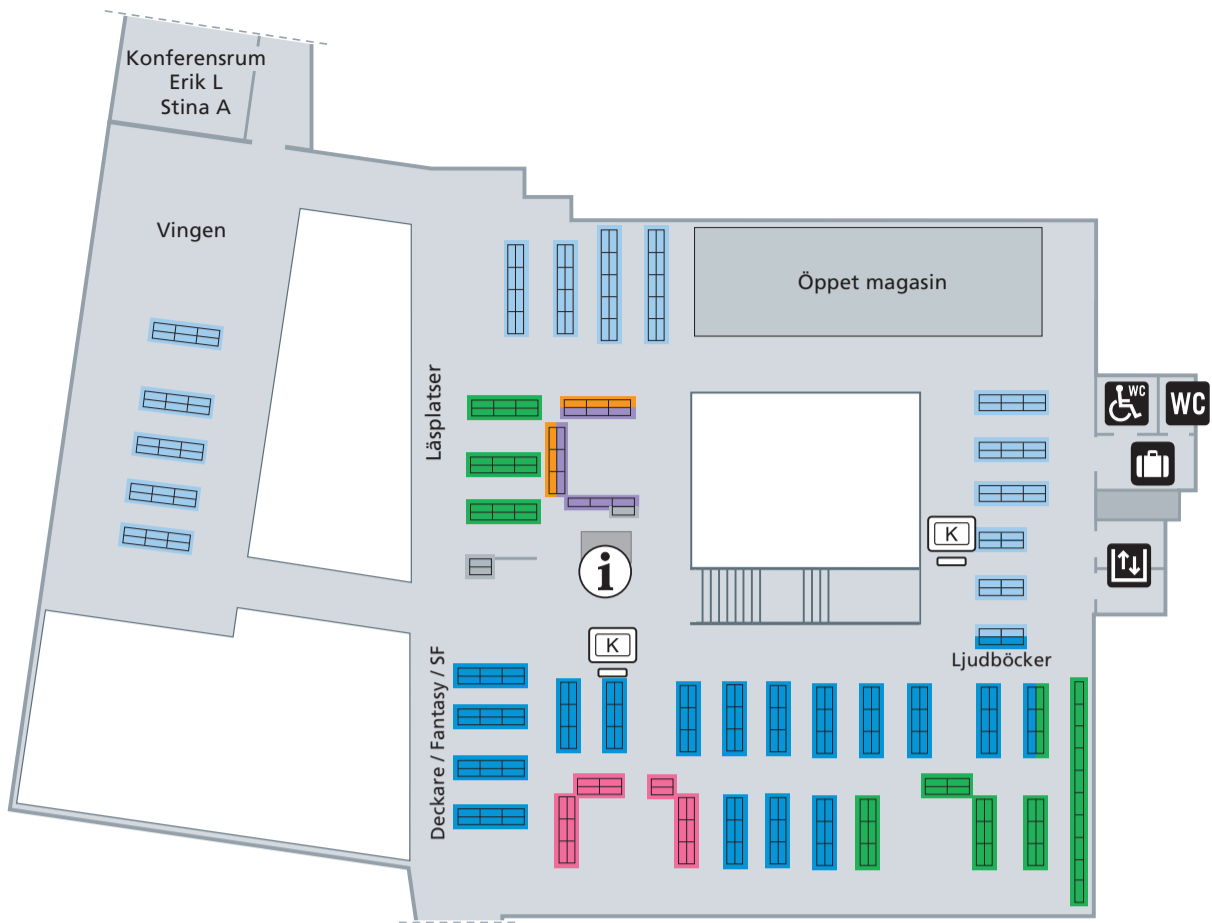 Konferensrum
Erik L
Stina A
Vingen
Öppet magasin
Läsplatser
WC
WC
K
i
K
Ljudböcker
Deckare / Fantasy / SF